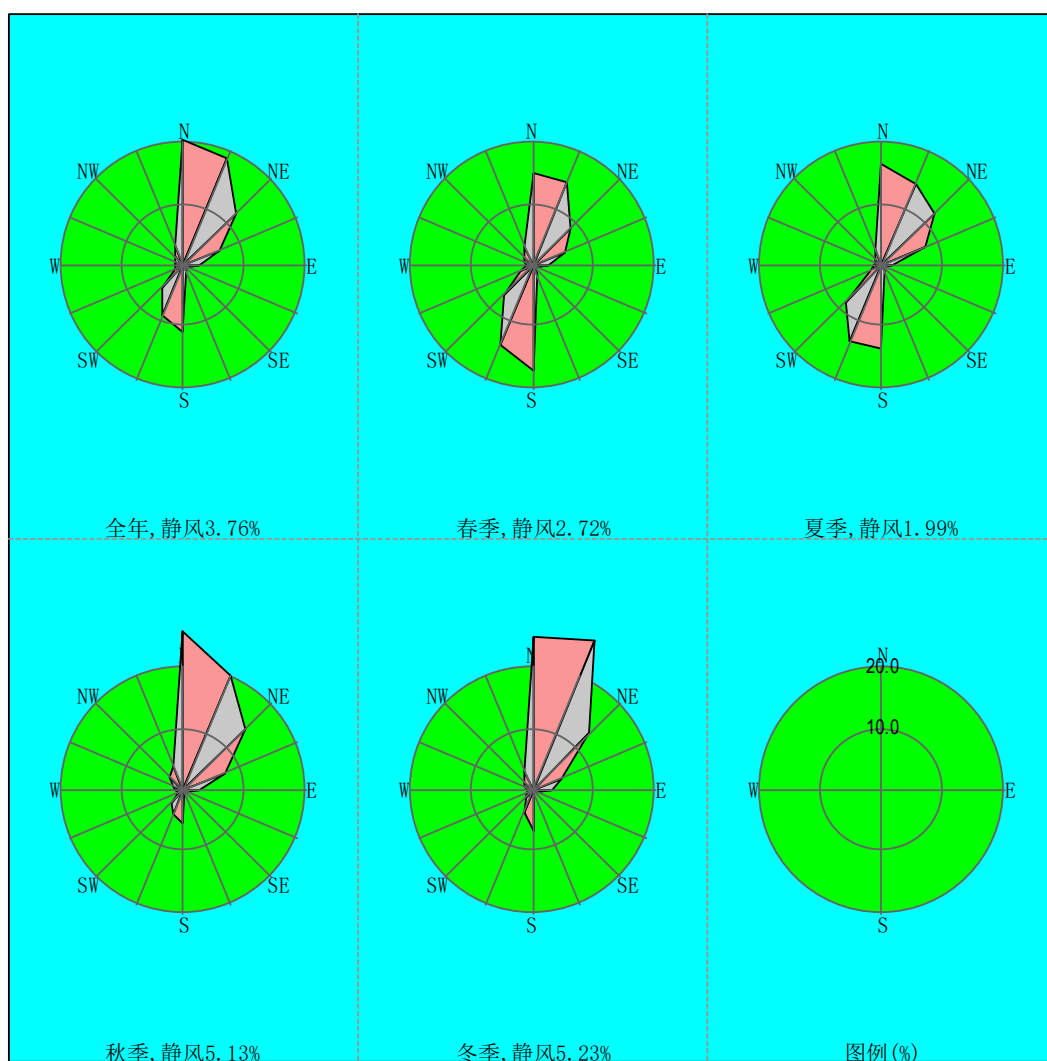 N
NW NE
W E
SW SE
S
全年,静风3.76%
N
NW NE
W E
SW SE
S
春季,静风2.72%
N
NW NE
W E
SW SE
S
夏季,静风1.99%
N
NW NE
W E
SW SE
S
秋季,静风5.13%
N
NW NE
W E
SW SE
S
冬季,静风5.23%
N
20.0
10.0
W E
S
图例(%)